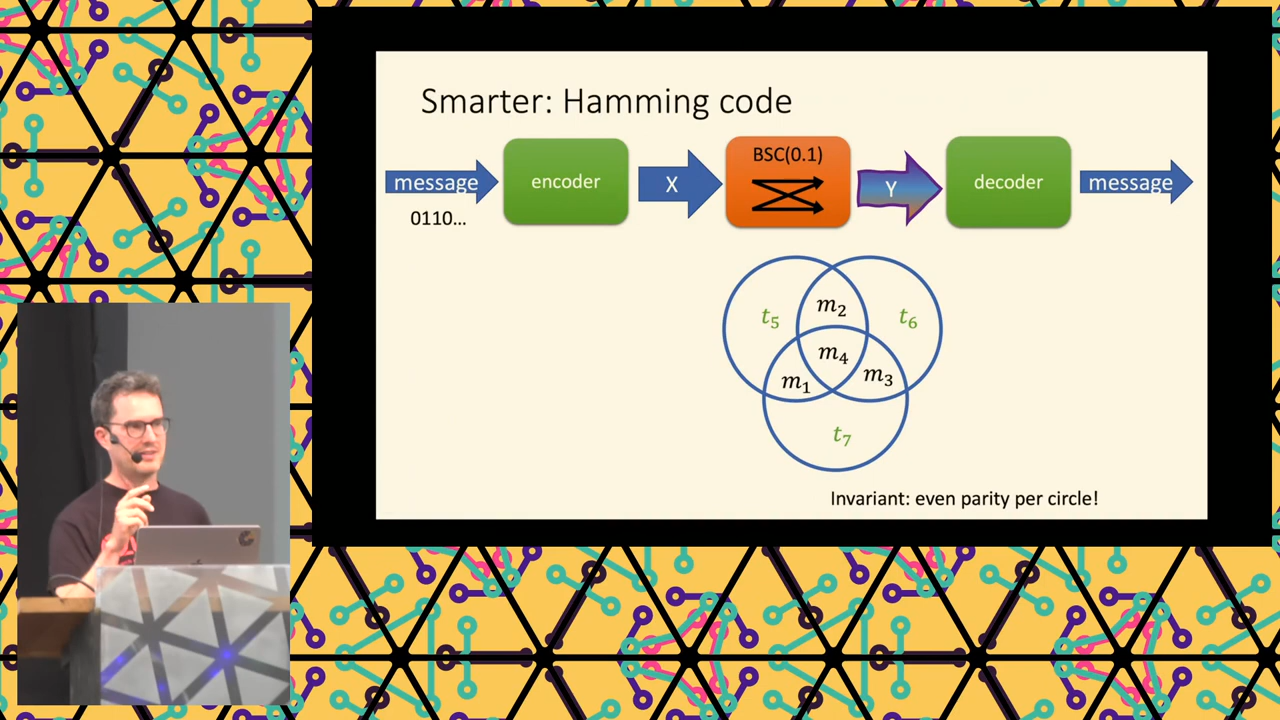 Smarter: Hamming code
message
encoder
X
BSC(0.1)
Y
decoder
message
0110...
m₂
t₅
t₆
m₄
m₁
m₃
t₇
Invariant: even parity per circle!